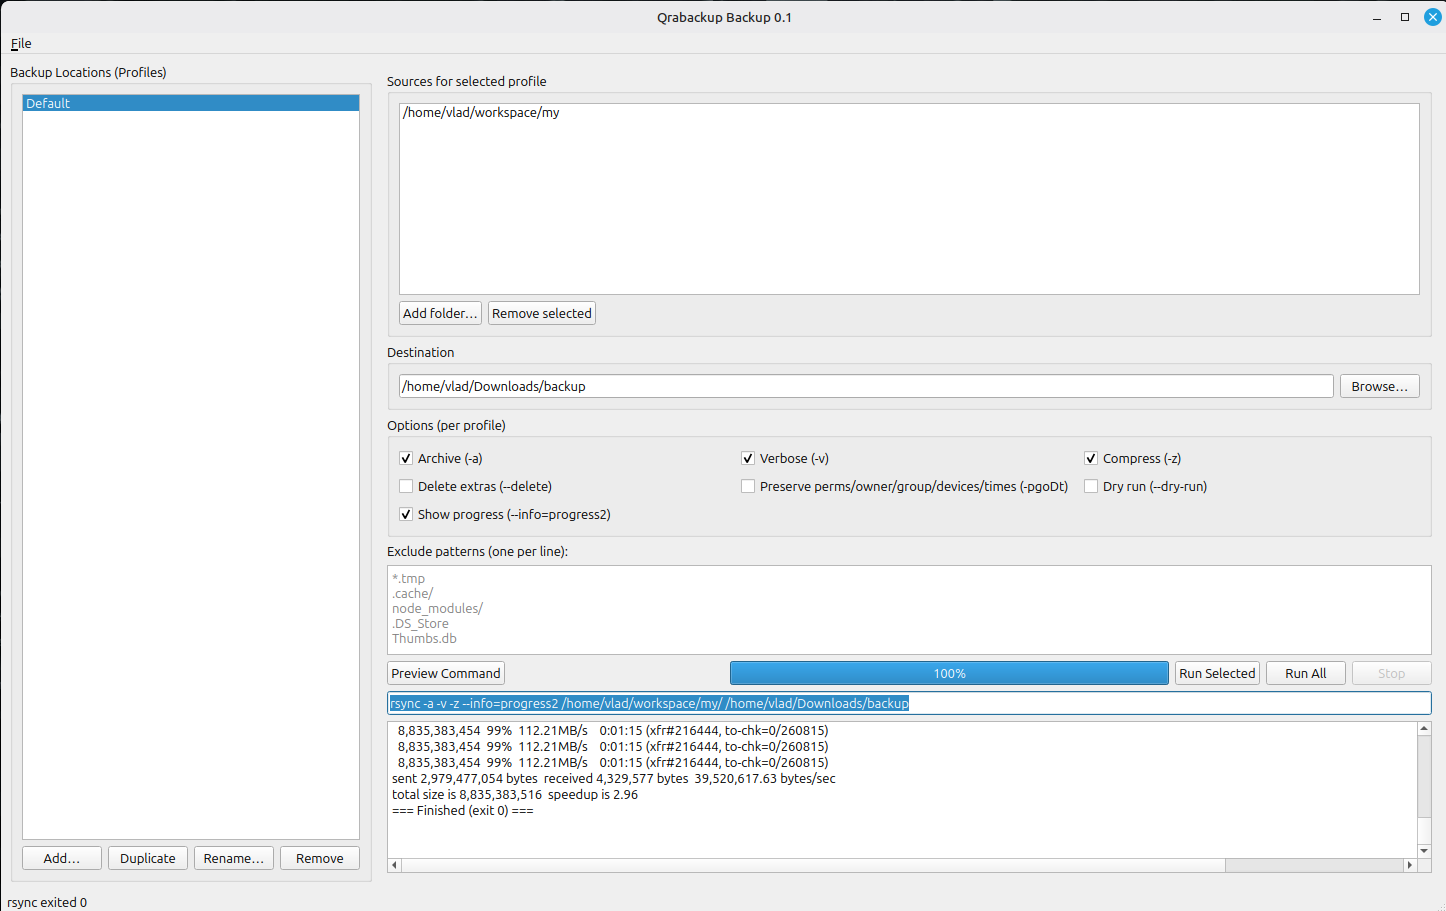 Qrabackup Backup 0.1
File
Backup Locations (Profiles)
Default
Add...
Duplicate
Rename...
Remove
Sources for selected profile
/home/vlad/workspace/my
Add folder...
Remove selected
Destination
/home/vlad/Downloads/backup
Browse...
Options (per profile)
Archive (-a)
Verbose (-v)
Compress (-z)
Delete extras (--delete)
Preserve perms/owner/group/devices/times (-pgoDt)
Dry run (--dry-run)
Show progress (--info=progress2)
Exclude patterns (one per line):
*.tmp
.cache/
node_modules/
.DS_Store
Thumbs.db
Preview Command
100%
Run Selected
Run All
Stop
rsync -a -v -z --info=progress2 /home/vlad/workspace/my/ /home/vlad/Downloads/backup
8,835,383,454 99% 112.21MB/s 0:01:15 (xfr#216444, to-chk=0/260815)
8,835,383,454 99% 112.21MB/s 0:01:15 (xfr#216444, to-chk=0/260815)
8,835,383,454 99% 112.21MB/s 0:01:15 (xfr#216444, to-chk=0/260815)
sent 2,979,477,054 bytes received 4,329,577 bytes 39,520,617.63 bytes/sec
total size is 8,835,383,516 speedup is 2.96
=== Finished (exit 0) ===
rsync exited 0